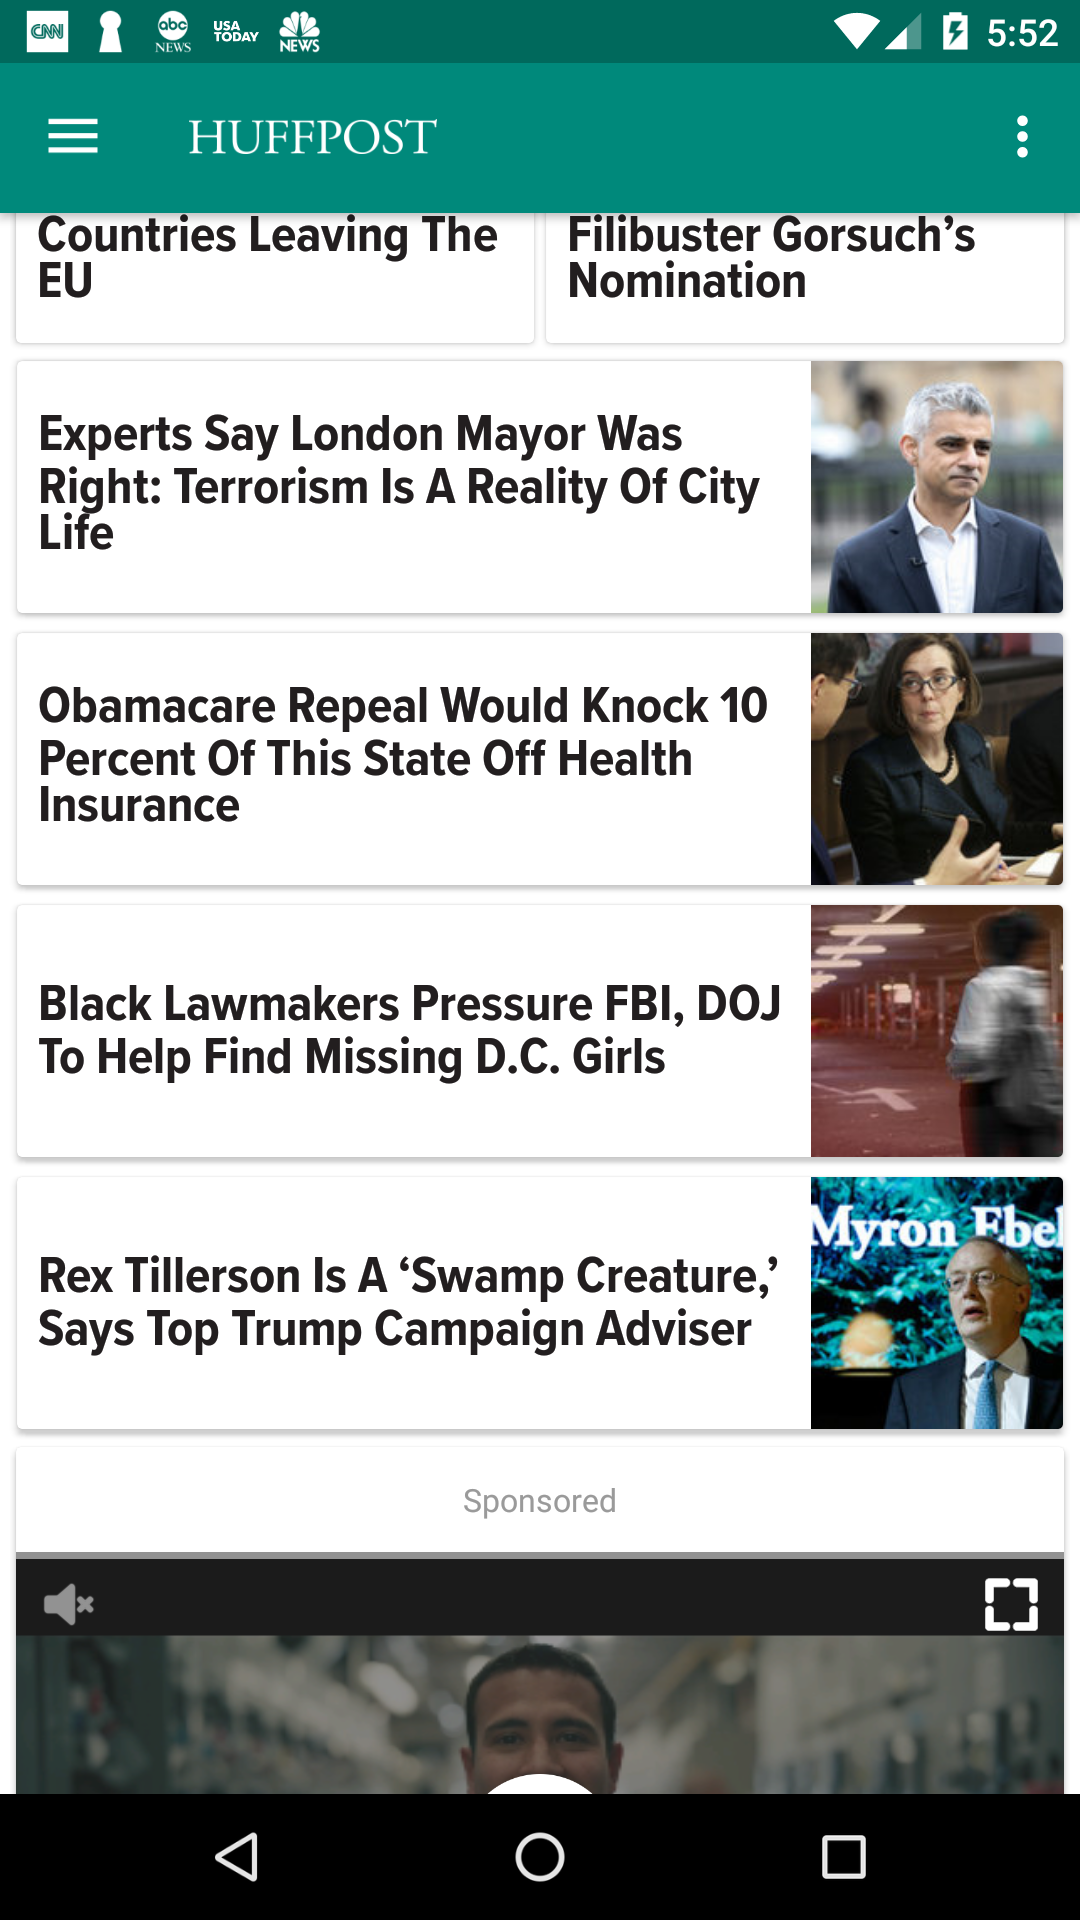 CNN
abc
NEWS
USA
TODAY
NEWS
5:52
HUFFPOST
Countries Leaving The
EU
Filibuster Gorsuch’s
Nomination
Experts Say London Mayor Was
Right: Terrorism Is A Reality Of City
Life
Obamacare Repeal Would Knock 10
Percent Of This State Off Health
Insurance
Black Lawmakers Pressure FBI, DOJ
To Help Find Missing D.C. Girls
Myron Ebel
Rex Tillerson Is A ‘Swamp Creature,’
Says Top Trump Campaign Adviser
Sponsored